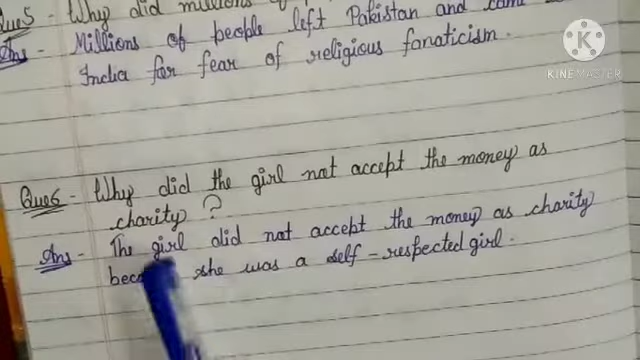 Ques - Why did millions
Ans - Millions of people left Pakistan and
India for fear of religious fanaticism.
KINEMASTER
Que6 - Why did the girl not accept the money as
charity ?
Ans - The girl did not accept the money as charity
she was a self-respected girl.